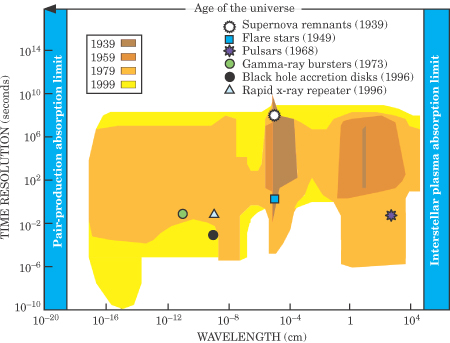 Age of the universe
Supernova remnants (1939)
Flare stars (1949)
Pulsars (1968)
Gamma-ray bursters (1973)
Black hole accretion disks (1996)
Rapid x-ray repeater (1996)
1939
1959
1979
1999
TIME RESOLUTION (seconds)
10^14
10^10
10^6
10^2
10^-2
10^-6
10^-10
Pair-production absorption limit
Interstellar plasma absorption limit
10^-20
10^-16
10^-12
10^-8
10^-4
1
10^4
WAVELENGTH (cm)